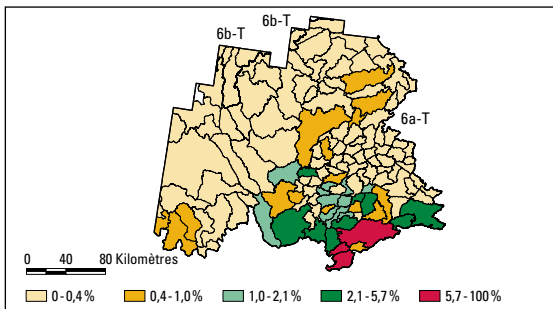 6b-T
6b-T
6a-T
0 40 80 Kilomètres
0 - 0,4 % 0,4 - 1,0 % 1,0 - 2,1 % 2,1 - 5,7 % 5,7 - 100 %